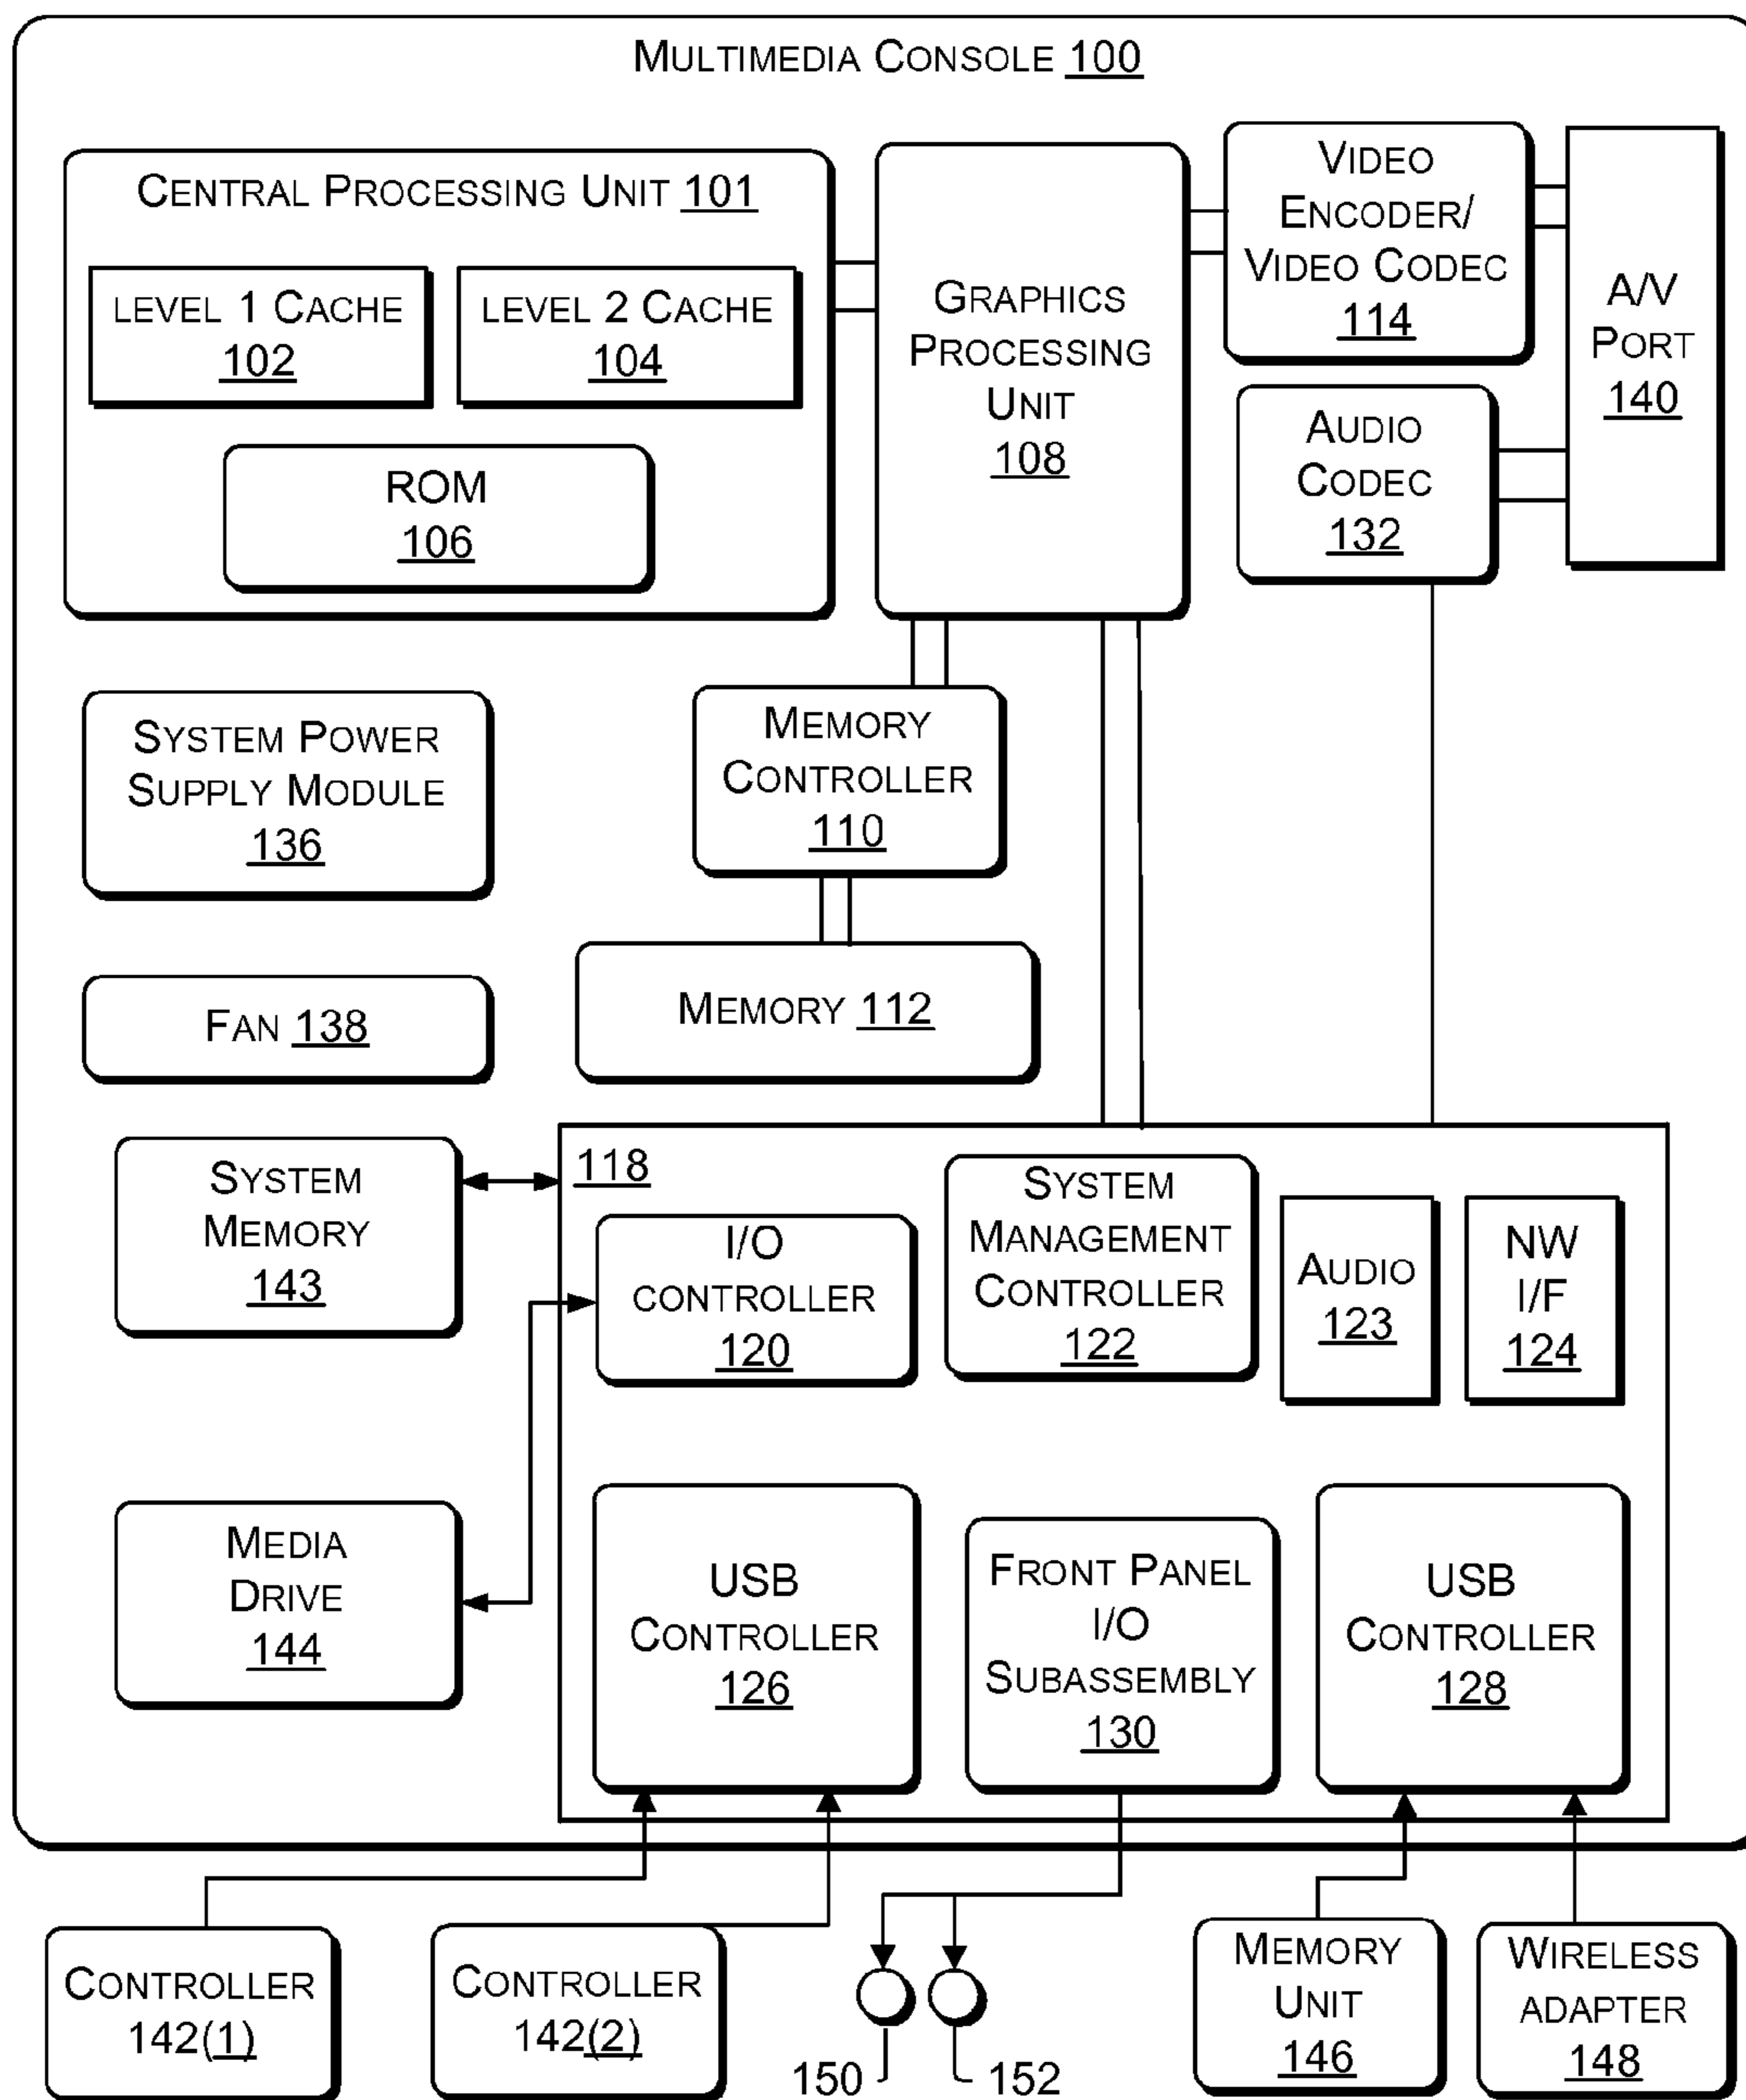 MULTIMEDIA CONSOLE 100
CENTRAL PROCESSING UNIT 101
LEVEL 1 CACHE
102
LEVEL 2 CACHE
104
ROM
106
GRAPHICS
PROCESSING
UNIT
108
VIDEO
ENCODER/
VIDEO CODEC
114
A/V
PORT
140
AUDIO
CODEC
132
SYSTEM POWER
SUPPLY MODULE
136
MEMORY
CONTROLLER
110
FAN 138
MEMORY 112
SYSTEM
MEMORY
143
118
I/O
CONTROLLER
120
SYSTEM
MANAGEMENT
CONTROLLER
122
AUDIO
123
NW
I/F
124
MEDIA
DRIVE
144
USB
CONTROLLER
126
FRONT PANEL
I/O
SUBASSEMBLY
130
USB
CONTROLLER
128
CONTROLLER
142(1)
CONTROLLER
142(2)
150
152
MEMORY
UNIT
146
WIRELESS
ADAPTER
148